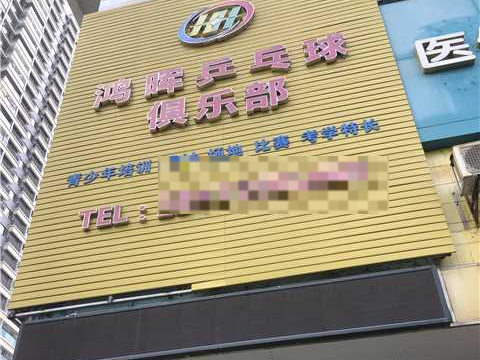 鸿晖乒乓球
俱乐部
青少年培训 场地 比赛 考学特长
TEL:
医